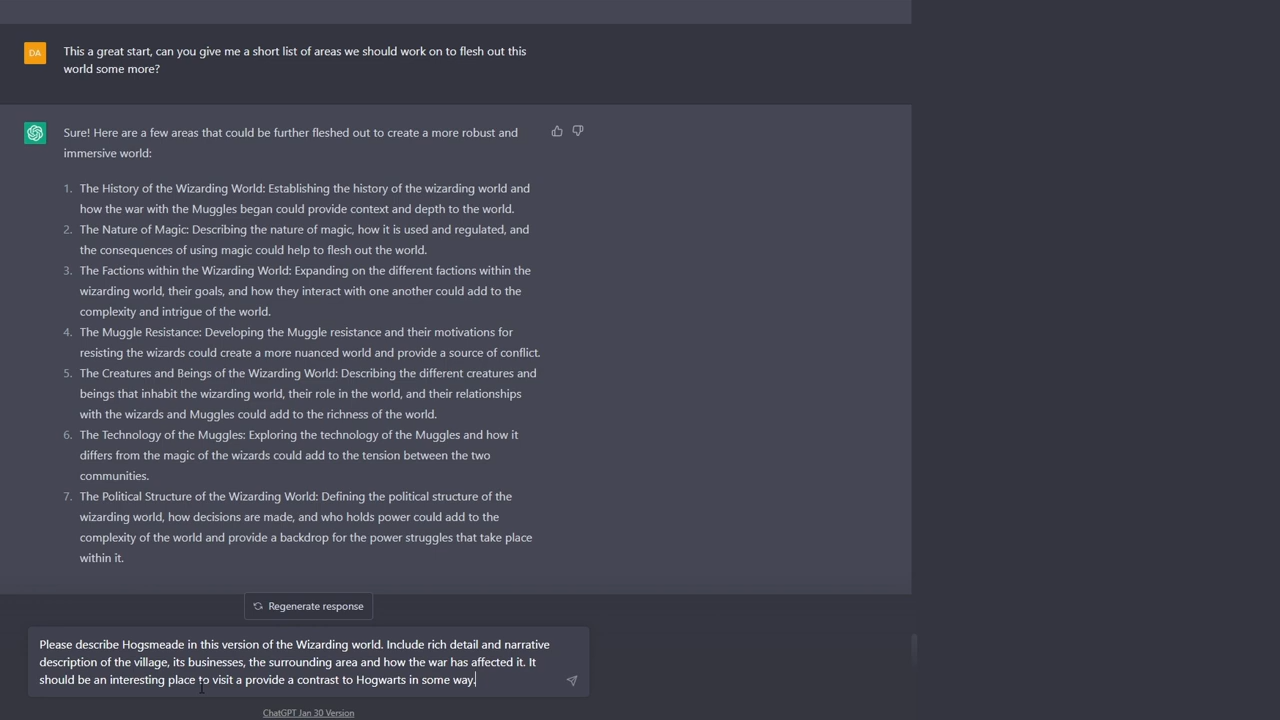 DA
This a great start, can you give me a short list of areas we should work on to flesh out this
world some more?
Sure! Here are a few areas that could be further fleshed out to create a more robust and
immersive world:
1. The History of the Wizarding World: Establishing the history of the wizarding world and
how the war with the Muggles began could provide context and depth to the world.
2. The Nature of Magic: Describing the nature of magic, how it is used and regulated, and
the consequences of using magic could help to flesh out the world.
3. The Factions within the Wizarding World: Expanding on the different factions within the
wizarding world, their goals, and how they interact with one another could add to the
complexity and intrigue of the world.
4. The Muggle Resistance: Developing the Muggle resistance and their motivations for
resisting the wizards could create a more nuanced world and provide a source of conflict.
5. The Creatures and Beings of the Wizarding World: Describing the different creatures and
beings that inhabit the wizarding world, their role in the world, and their relationships
with the wizards and Muggles could add to the richness of the world.
6. The Technology of the Muggles: Exploring the technology of the Muggles and how it
differs from the magic of the wizards could add to the tension between the two
communities.
7. The Political Structure of the Wizarding World: Defining the political structure of the
wizarding world, how decisions are made, and who holds power could add to the
complexity of the world and provide a backdrop for the power struggles that take place
within it.
Regenerate response
Please describe Hogsmeade in this version of the Wizarding world. Include rich detail and narrative
description of the village, its businesses, the surrounding area and how the war has affected it. It
should be an interesting place to visit a provide a contrast to Hogwarts in some way.
ChatGPT Jan 30 Version